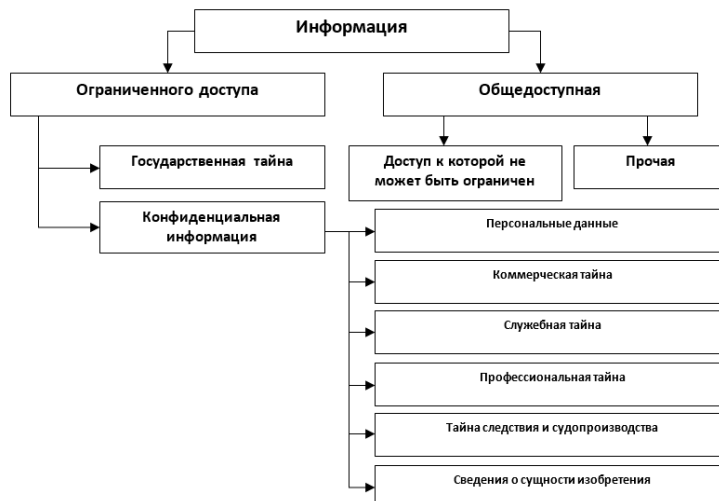 Информация
Ограниченного доступа
Общедоступная
Государственная тайна
Доступ к которой не
может быть ограничен
Прочая
Конфиденциальная
информация
Персональные данные
Коммерческая тайна
Служебная тайна
Профессиональная тайна
Тайна следствия и судопроизводства
Сведения о сущности изобретения